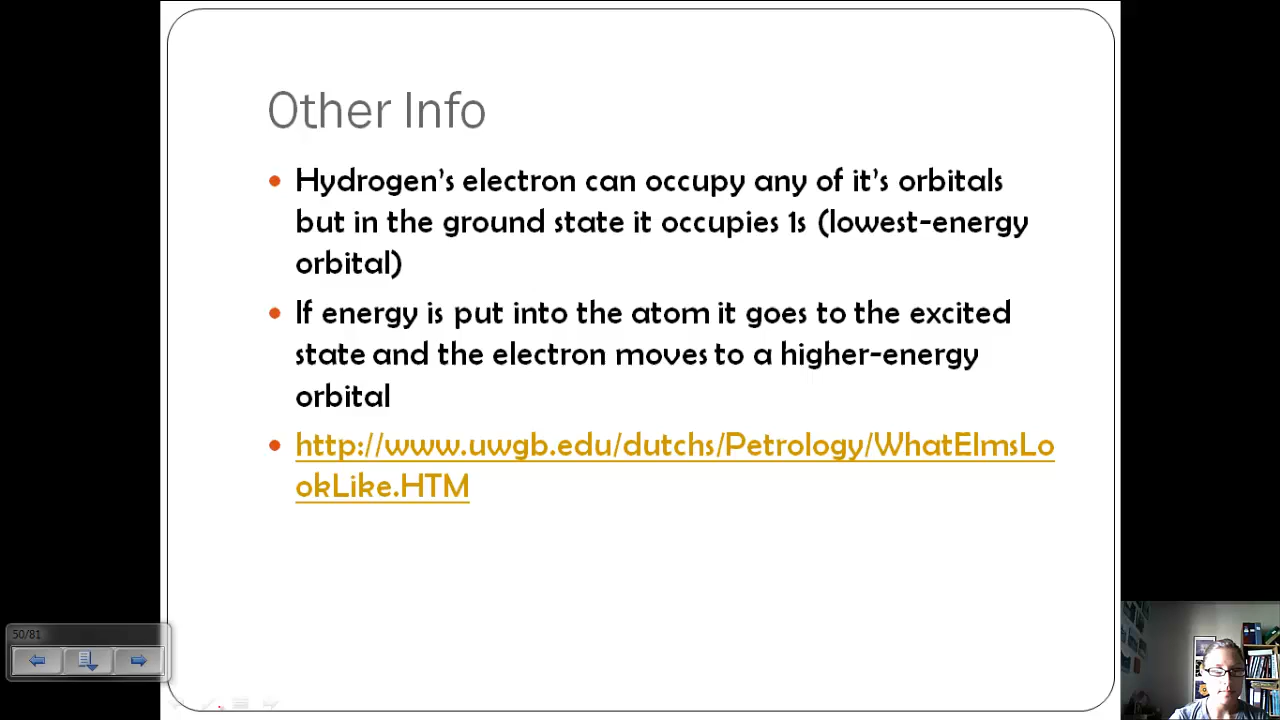 Other Info
Hydrogen's electron can occupy any of it's orbitals
but in the ground state it occupies 1s (lowest-energy
orbital)
If energy is put into the atom it goes to the excited
state and the electron moves to a higher-energy
orbital
http://www.uwgb.edu/dutchs/Petrology/WhatElmsLo
okLike.HTM
50/81